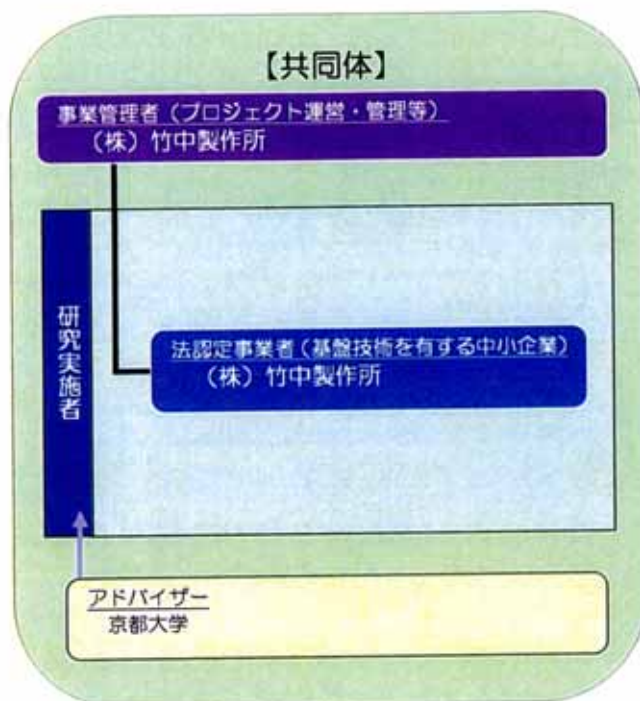 【共同体】
事業管理者（プロジェクト運営・管理等）
（株）竹中製作所
研究実施者
法認定事業者（基盤技術を有する中小企業）
（株）竹中製作所
アドバイザー
京都大学